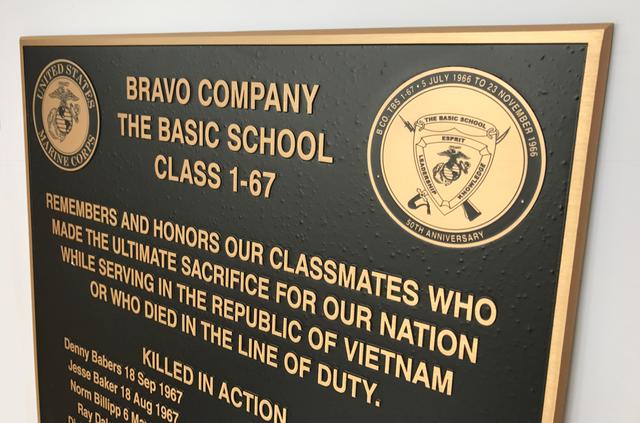 UNITED STATES
MARINE CORPS
BRAVO COMPANY
THE BASIC SCHOOL
CLASS 1-67
B CO. TBS 1-67 • 5 JULY 1966 TO 23 NOVEMBER 1966
THE BASIC SCHOOL
ESPRIT
LEADERSHIP
KNOWLEDGE
50TH ANNIVERSARY
REMEMBERS AND HONORS OUR CLASSMATES WHO
MADE THE ULTIMATE SACRIFICE FOR OUR NATION
WHILE SERVING IN THE REPUBLIC OF VIETNAM
OR WHO DIED IN THE LINE OF DUTY.
KILLED IN ACTION
Denny Babers 18 Sep 1967
Jesse Baker 18 Aug 1967
Norm Billipp 6
Ray